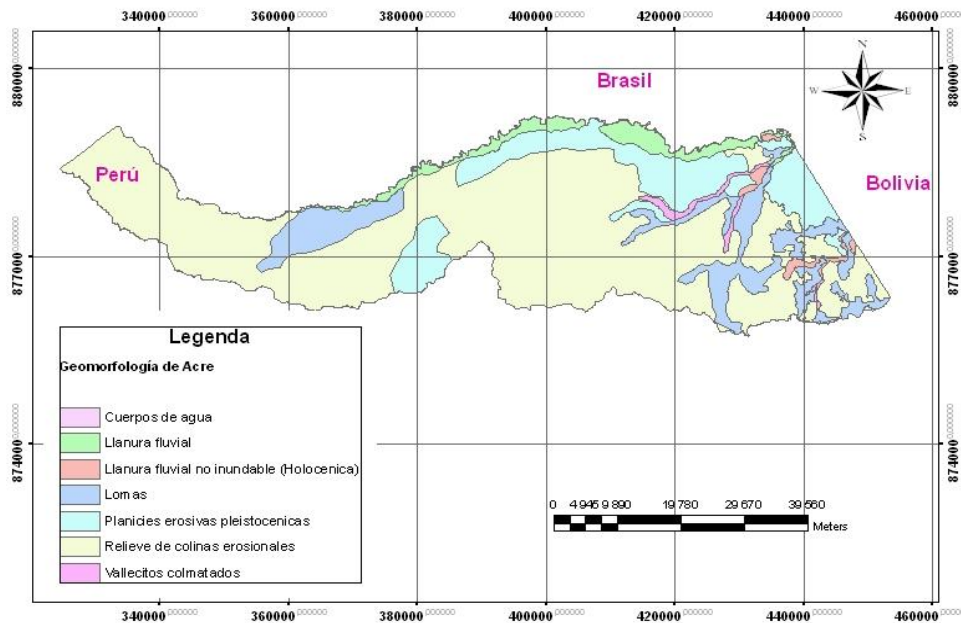 340000 360000 380000 400000 420000 440000 460000
880000 880000
N
W E
S
Brasil
Perú
Bolivia
877000 877000
Legenda
Geomorfología de Acre
Cuerpos de agua
Llanura fluvial
Llanura fluvial no inundable (Holocenica)
Lomas
Planicies erosivas pleistocenicas
Relieve de colinas erosionales
Vallecitos colmatados
874000 874000
0 4 945 9 890 19 780 29 670 39 560
Meters
340000 360000 380000 400000 420000 440000 460000